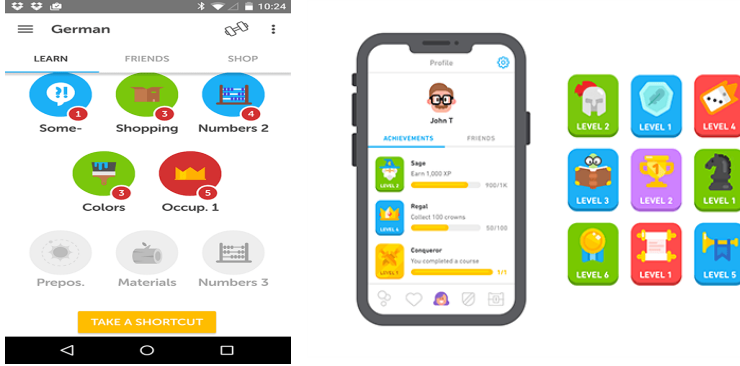 10:24
German
LEARN FRIENDS SHOP
1 3 4
Some- Shopping Numbers 2
3 5
Colors Occup. 1
Prepos. Materials Numbers 3
TAKE A SHORTCUT
Profile
John T
ACHIEVEMENTS FRIENDS
Sage
Earn 1,000 XP
LEVEL 2 900/1K
Regal
Collect 100 crowns
LEVEL 6 50/100
Conqueror
You completed a course
LEVEL 1 1/1
LEVEL 2 LEVEL 1 LEVEL 4
1
LEVEL 3 LEVEL 2 LEVEL 1
LEVEL 6 LEVEL 1 LEVEL 5